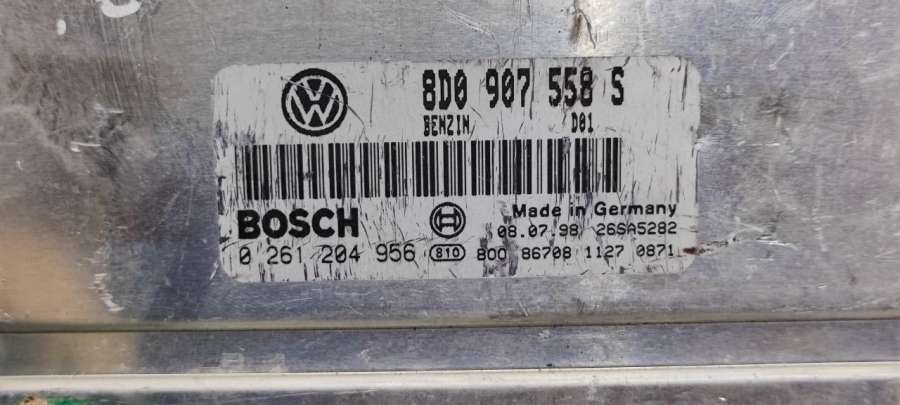 8D0 907 558 S
BENZIN D01
BOSCH
Made in Germany
08.07.98 26SA5282
0 261 204 956 810 800 86708 1127 0871